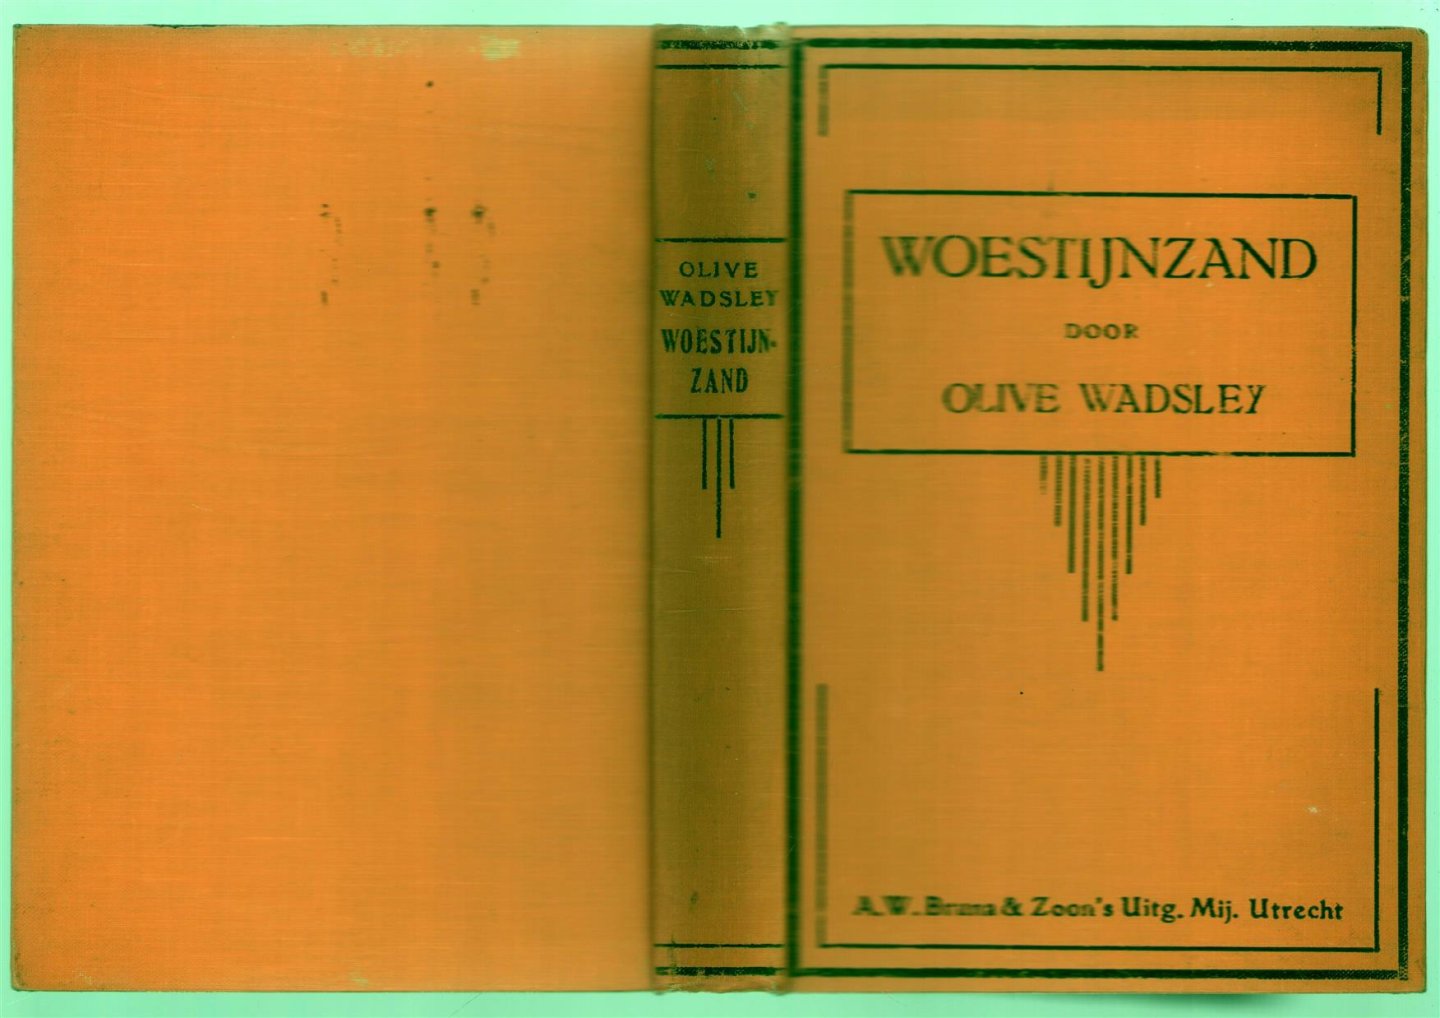 OLIVE
WADSLEY
WOESTIJN-
ZAND
WOESTIJNZAND
DOOR
OLIVE WADSLEY
A.W. Bruna & Zoon's Uitg. Mij. Utrecht